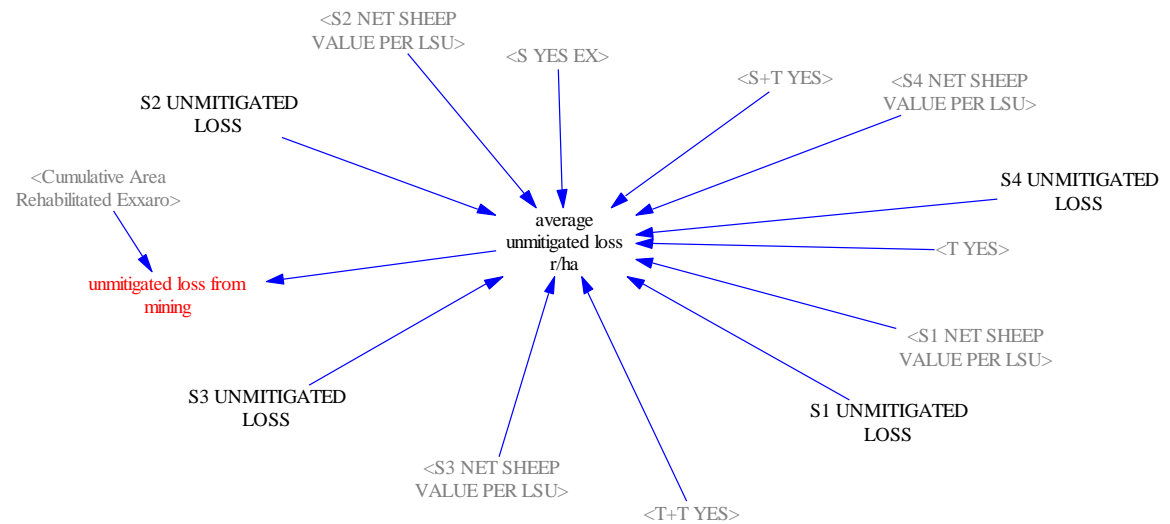 <S2 NET SHEEP
VALUE PER LSU>
<S YES EX>
<S+T YES>
<S4 NET SHEEP
VALUE PER LSU>
S2 UNMITIGATED
LOSS
<Cumulative Area
Rehabilitated Exxaro>
S4 UNMITIGATED
LOSS
average
unmitigated loss
r/ha
<T YES>
unmitigated loss from
mining
<S1 NET SHEEP
VALUE PER LSU>
S3 UNMITIGATED
LOSS
S1 UNMITIGATED
LOSS
<S3 NET SHEEP
VALUE PER LSU>
<T+T YES>